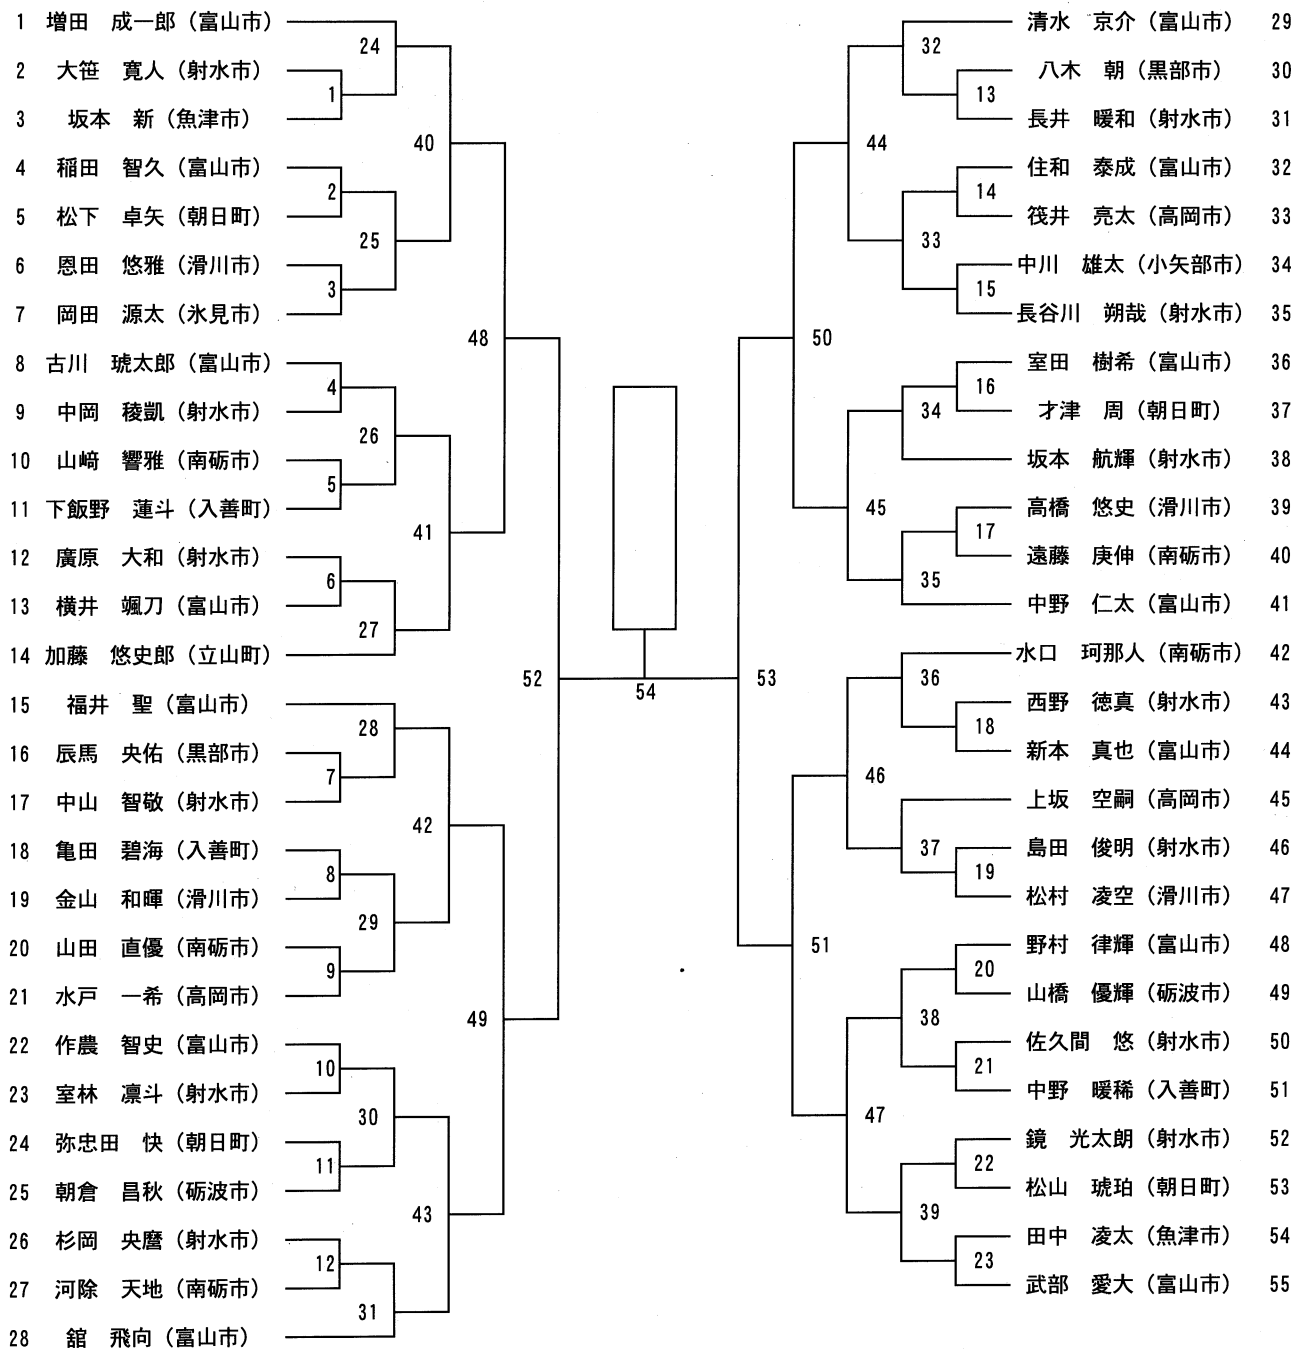 1 増田 成一郎（富山市）
2 大笹 寛人（射水市）
3 坂本 新（魚津市）
4 稲田 智久（富山市）
5 松下 卓矢（朝日町）
6 恩田 悠雅（滑川市）
7 岡田 源太（氷見市）
8 古川 琥太郎（富山市）
9 中岡 稜凱（射水市）
10 山﨑 響雅（南砺市）
11 下飯野 蓮斗（入善町）
12 廣原 大和（射水市）
13 横井 颯刀（富山市）
14 加藤 悠史郎（立山町）
15 福井 聖（富山市）
16 辰馬 央佑（黒部市）
17 中山 智敬（射水市）
18 亀田 碧海（入善町）
19 金山 和暉（滑川市）
20 山田 直優（南砺市）
21 水戸 一希（高岡市）
22 作農 智史（富山市）
23 室林 凛斗（射水市）
24 弥忠田 快（朝日町）
25 朝倉 昌秋（砺波市）
26 杉岡 央麿（射水市）
27 河除 天地（南砺市）
28 舘 飛向（富山市）
1
2
3
4
5
6
7
8
9
10
11
12
24
25
26
27
28
29
30
31
40
41
42
43
48
49
52
54
53
50
51
44
45
46
47
32
33
34
35
36
37
38
39
13
14
15
16
17
18
19
20
21
22
23
清水 京介（富山市） 29
八木 朝（黒部市） 30
長井 暖和（射水市） 31
住和 泰成（富山市） 32
筏井 亮太（高岡市） 33
中川 雄太（小矢部市） 34
長谷川 朔哉（射水市） 35
室田 樹希（富山市） 36
才津 周（朝日町） 37
坂本 航輝（射水市） 38
高橋 悠史（滑川市） 39
遠藤 庚伸（南砺市） 40
中野 仁太（富山市） 41
水口 珂那人（南砺市） 42
西野 徳真（射水市） 43
新本 真也（富山市） 44
上坂 空嗣（高岡市） 45
島田 俊明（射水市） 46
松村 凌空（滑川市） 47
野村 律輝（富山市） 48
山橋 優輝（砺波市） 49
佐久間 悠（射水市） 50
中野 暖稀（入善町） 51
鏡 光太朗（射水市） 52
松山 琥珀（朝日町） 53
田中 凌太（魚津市） 54
武部 愛大（富山市） 55